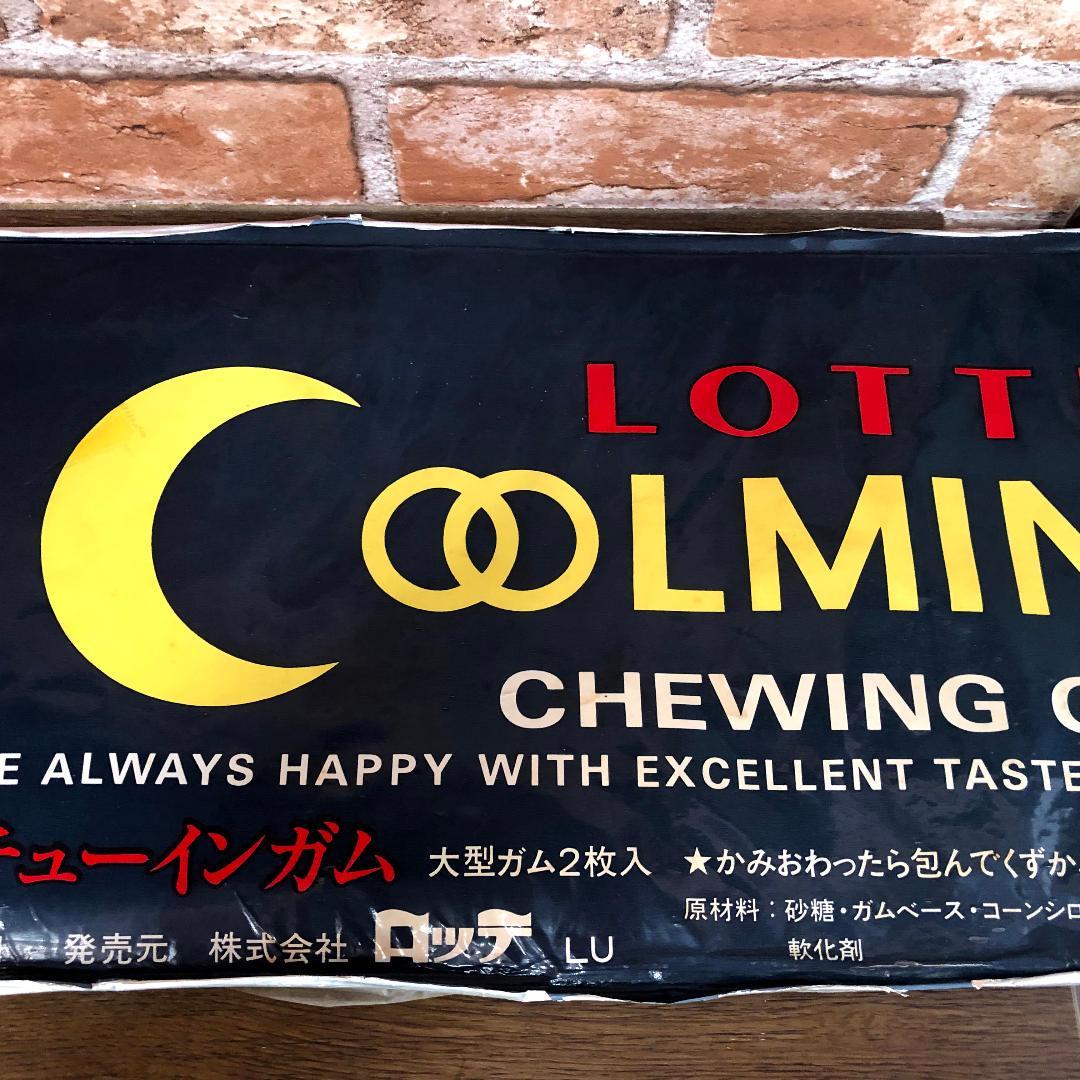 LOTT
COOLMIN
CHEWING
ALWAYS HAPPY WITH EXCELLENT TASTE
チューインガム 大型ガム2枚入 ★かみおわったら包んでくずか
原材料:砂糖・ガムベース・コーンシロ
軟化剤
発売元 株式会社 ロッテ LU